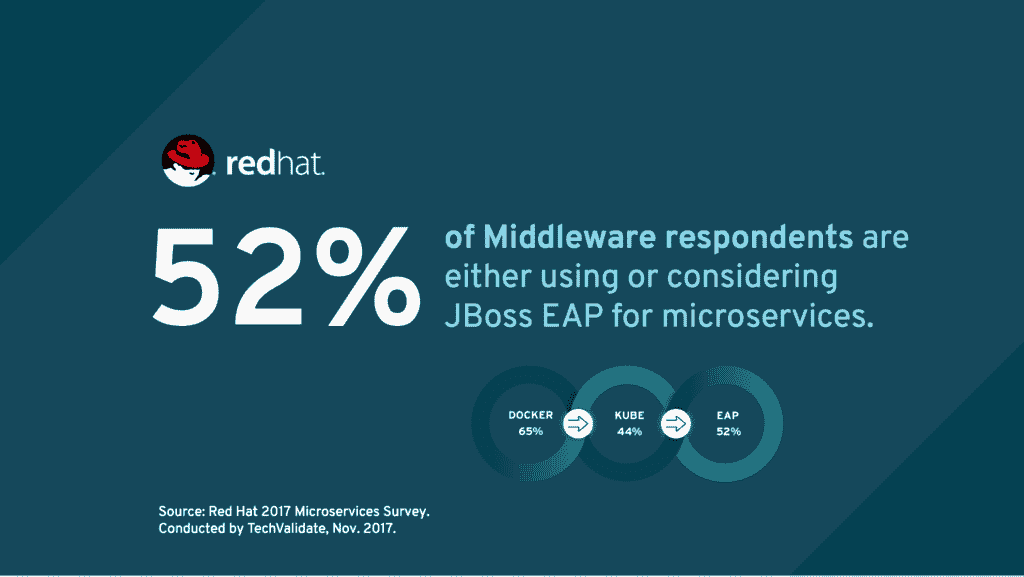 redhat.
52%
of Middleware respondents are
either using or considering
JBoss EAP for microservices.
DOCKER
65%
KUBE
44%
EAP
52%
Source: Red Hat 2017 Microservices Survey.
Conducted by TechValidate, Nov. 2017.